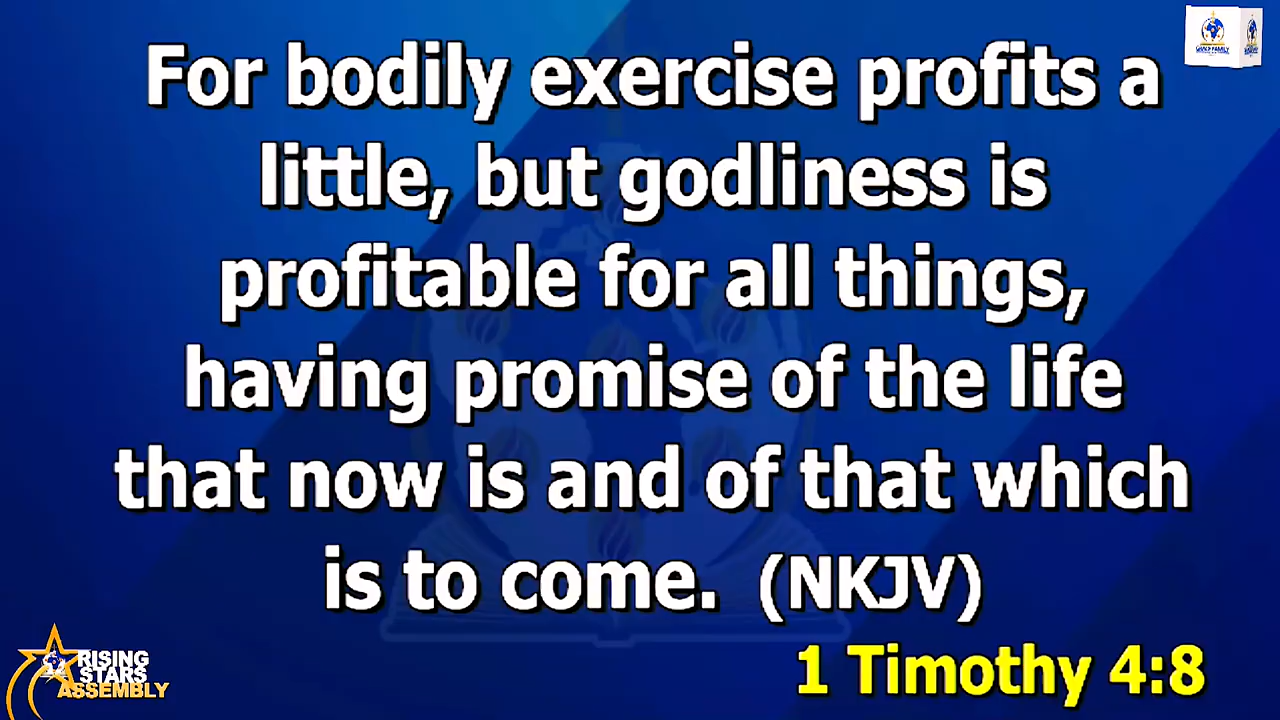 For bodily exercise profits a
little, but godliness is
profitable for all things,
having promise of the life
that now is and of that which
is to come. (NKJV)
1 Timothy 4:8
RISING
STARS
ASSEMBLY